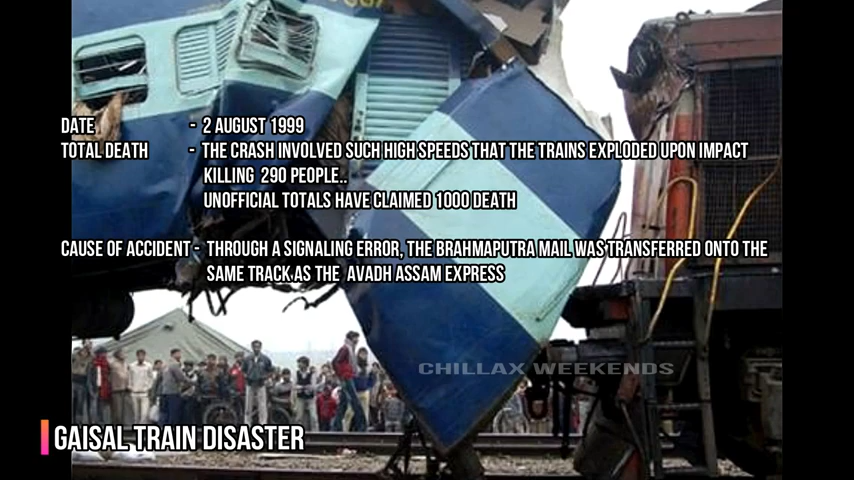 DATE - 2 AUGUST 1999
TOTAL DEATH - THE CRASH INVOLVED SUCH HIGH SPEEDS THAT THE TRAINS EXPLODED UPON IMPACT
KILLING 290 PEOPLE..
UNOFFICIAL TOTALS HAVE CLAIMED 1000 DEATH
CAUSE OF ACCIDENT - THROUGH A SIGNALING ERROR, THE BRAHMAPUTRA MAIL WAS TRANSFERRED ONTO THE
SAME TRACK AS THE AVADH ASSAM EXPRESS
CHILLAX WEEKENDS
GAISAL TRAIN DISASTER